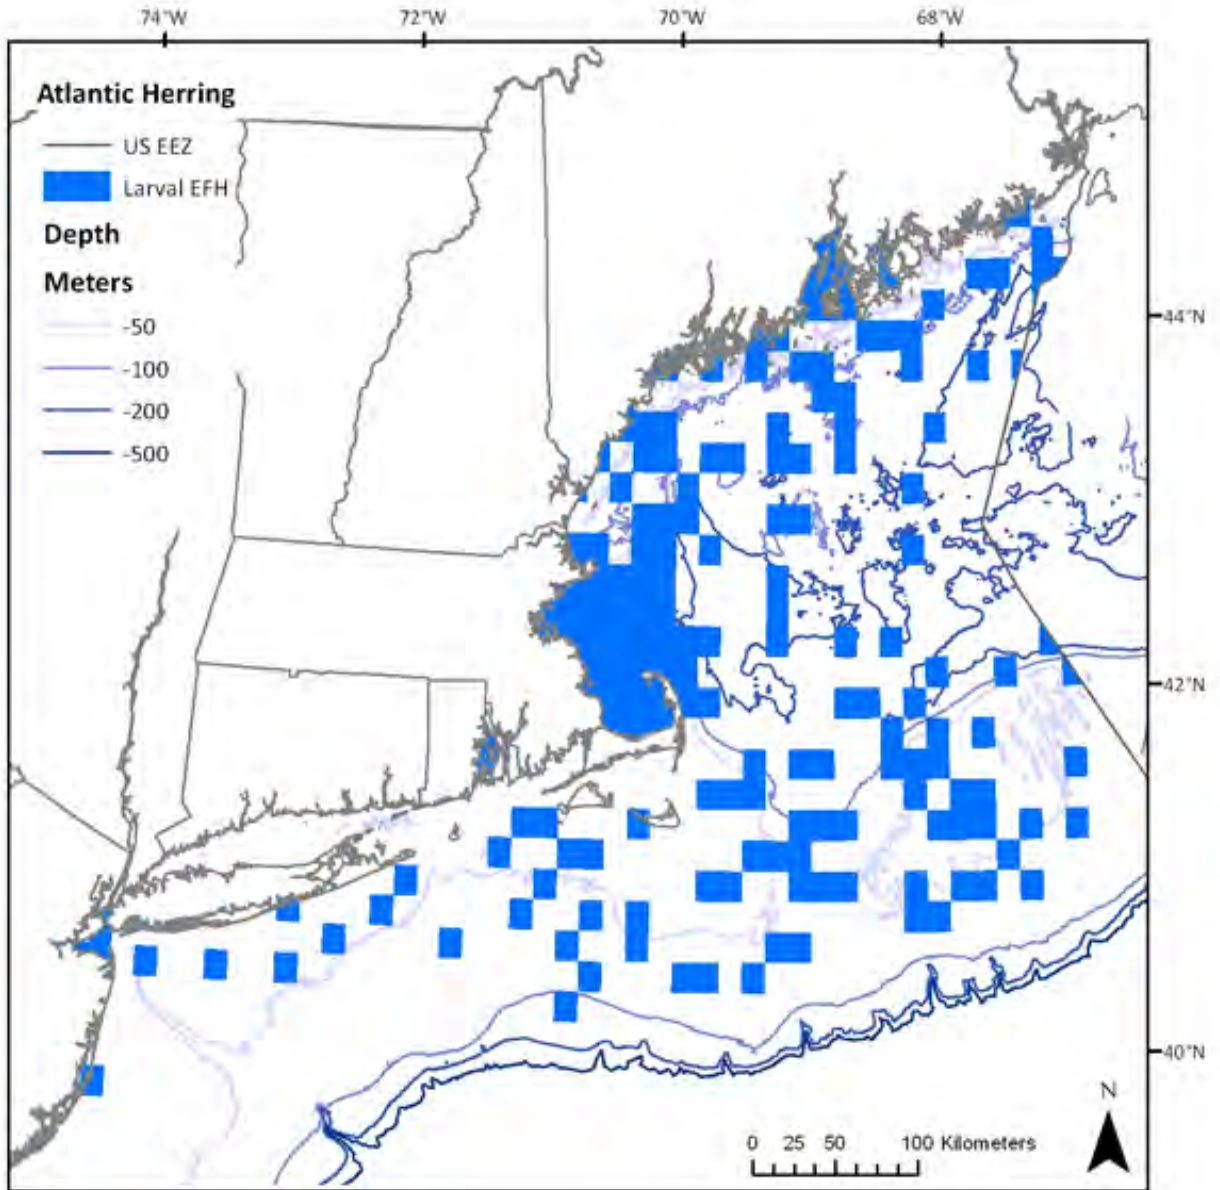 74°W 72°W 70°W 68°W
Atlantic Herring
US EEZ
Larval EFH
Depth
Meters
-50
-100
-200
-500
44°N
42°N
40°N
N
0 25 50 100 Kilometers